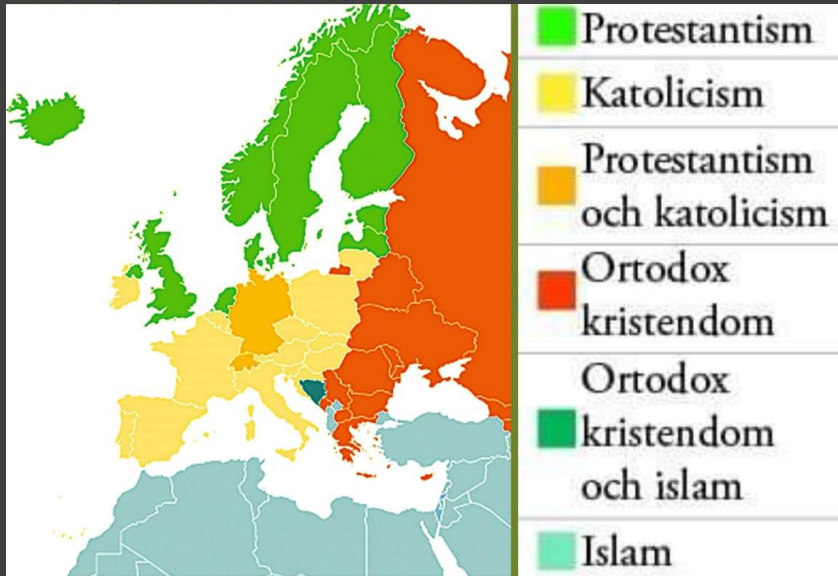 Protestantism
Katolicism
Protestantism
och katolicism
Ortodox
kristendom
Ortodox
kristendom
och islam
Islam